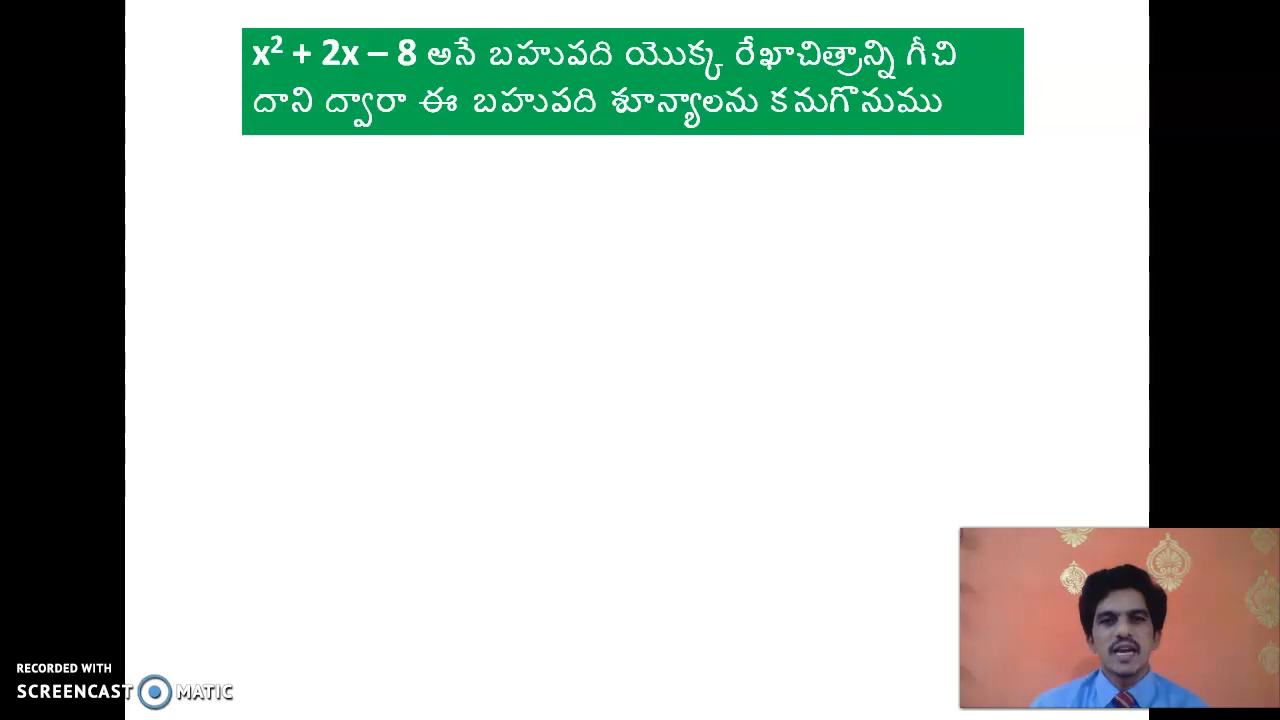 x² + 2x – 8 అనే బహుపది యొక్క రేఖాచిత్రాన్ని గీచి
దాని ద్వారా ఈ బహుపది శూన్యాలను కనుగొనుము
RECORDED WITH
SCREENCAST MATIC